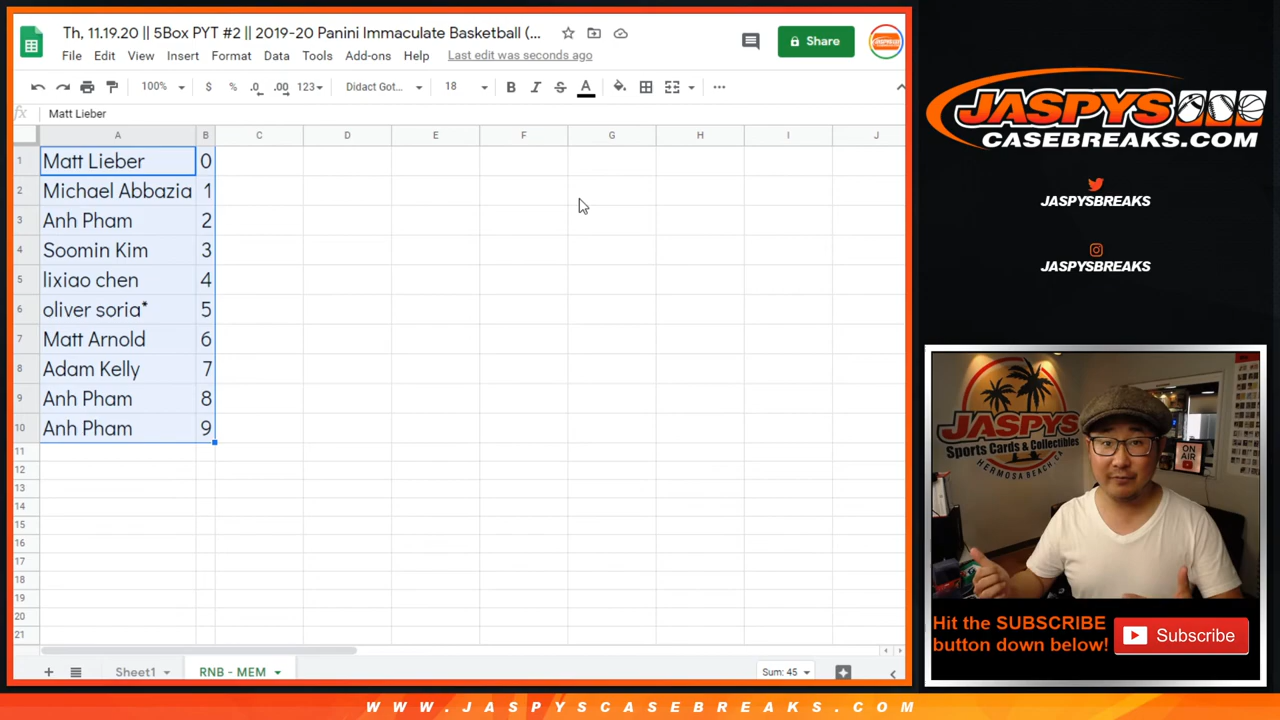 Th, 11.19.20 || 5Box PYT #2 || 2019-20 Panini Immaculate Basketball (...
Share
File Edit View Insert Format Data Tools Add-ons Help Last edit was seconds ago
100% $ % .0 .00 123 Didact Got... 18 B I S A
fx Matt Lieber
A B C D E F G H I J
1 Matt Lieber 0
2 Michael Abbazia 1
3 Anh Pham 2
4 Soomin Kim 3
5 lixiao chen 4
6 oliver soria* 5
7 Matt Arnold 6
8 Adam Kelly 7
9 Anh Pham 8
10 Anh Pham 9
11
12
13
14
15
16
17
18
19
20
21
Sheet1 RNB - MEM Sum: 45
JASPYS
CASEBREAKS.COM
JASPYSBREAKS
JASPYSBREAKS
JASPYS
Sports Cards & Collectibles
HERMOSA BEACH, CA
ON
AIR
Hit the SUBSCRIBE
button down below!
Subscribe
WWW.JASPYSCASEBREAKS.COM